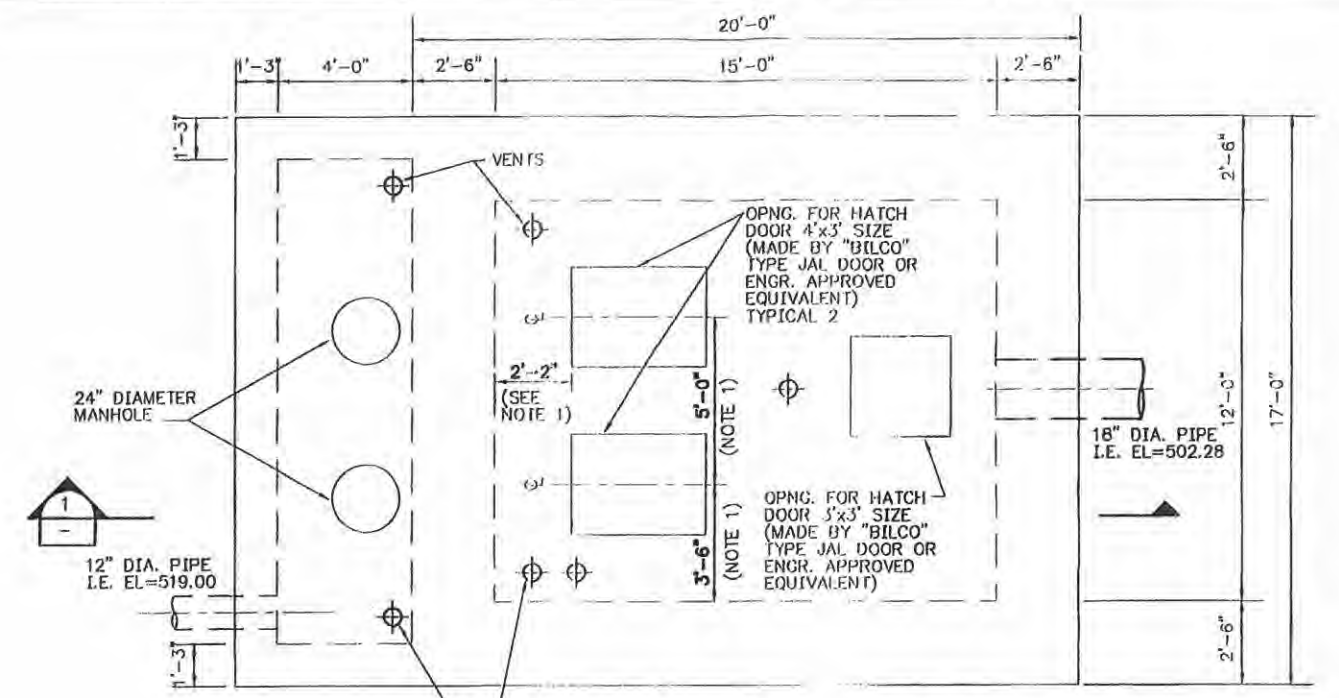 20'-0"
1'-3"
4'-0"
2'-6"
15'-0"
2'-6"
1'-3"
VENTS
2'-6"
OPNG. FOR HATCH
DOOR 4'x3' SIZE
(MADE BY "BILCO"
TYPE JAL DOOR OR
ENGR. APPROVED
EQUIVALENT)
TYPICAL 2
2'-2"
(SEE
NOTE 1)
5'-0"
(NOTE 1)
24" DIAMETER
MANHOLE
12'-0"
17'-0"
18" DIA. PIPE
I.E. EL=502.28
1
-
OPNG. FOR HATCH
DOOR 3'x3' SIZE
(MADE BY "BILCO"
TYPE JAL DOOR OR
ENGR. APPROVED
EQUIVALENT)
3'-6"
(NOTE 1)
12" DIA. PIPE
I.E. EL=519.00
1'-3"
2'-6"